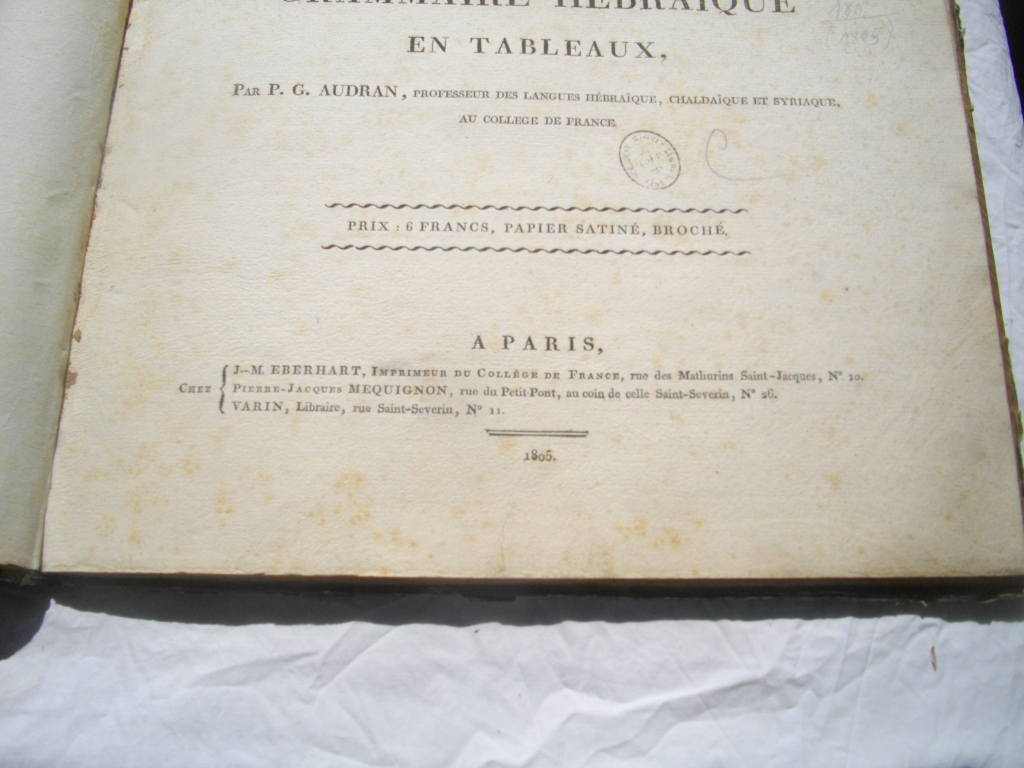 GRAMMAIRE HÉBRAÏQUE
EN TABLEAUX,
PAR P. G. AUDRAN, PROFESSEUR DES LANGUES HÉBRAÏQUE, CHALDAÏQUE ET SYRIAQUE,
AU COLLEGE DE FRANCE.
PRIX : 6 FRANCS, PAPIER SATINÉ, BROCHÉ.
A PARIS,
CHEZ
J.-M. EBERHART, IMPRIMEUR DU COLLÈGE DE FRANCE, rue des Mathurins Saint-Jacques, N° 10.
PIERRE-JACQUES MEQUIGNON, rue du Petit-Pont, au coin de celle Saint-Severin, N° 26.
VARIN, Libraire, rue Saint-Severin, N° 11.
1805.